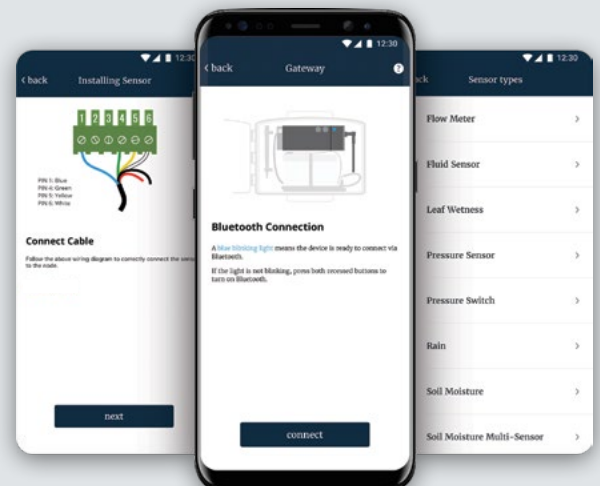 12:30
‹ back Installing Sensor
1 2 3 4 5 6
PIN 1: Blue
PIN 4: Green
PIN 5: Yellow
PIN 6: White
Connect Cable
Follow the above wiring diagram to correctly connect the
to the node.
next
12:30
‹ back Gateway ?
Bluetooth Connection
A blue blinking light means the device is ready to connect via
Bluetooth.
If the light is not blinking, press both recessed buttons to
turn on Bluetooth.
connect
12:30
Sensor types
Flow Meter ›
Fluid Sensor ›
Leaf Wetness ›
Pressure Sensor ›
Pressure Switch ›
Rain ›
Soil Moisture ›
Soil Moisture Multi-Sensor ›